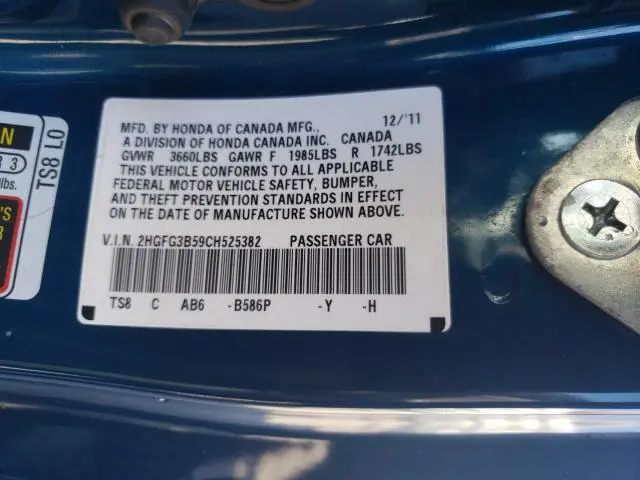 N
R 3
lbs.
'S
R
TS8 LO
MFD. BY HONDA OF CANADA MFG., 12/'11
A DIVISION OF HONDA CANADA INC. CANADA
GVWR 3660LBS GAWR F 1985LBS R 1742LBS
THIS VEHICLE CONFORMS TO ALL APPLICABLE
FEDERAL MOTOR VEHICLE SAFETY, BUMPER,
AND THEFT PREVENTION STANDARDS IN EFFECT
ON THE DATE OF MANUFACTURE SHOWN ABOVE.
V.I.N. 2HGFG3B59CH525382 PASSENGER CAR
TS8 C AB6 -B586P -Y -H